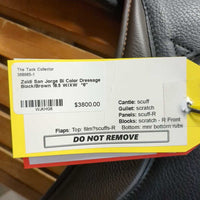 The Tack Collector
Zaldi San Jorge Bi Color Dressage
Black/Brown 18.5 W/XW "6"
$3800.00
Cantle: scuff
Gullet: scratch
Panels: scuff-R
Blocks: scratch - R Front
Flaps: Top: film?scuffs-R Bottom: mnr bottom rubs
DO NOT REMOVE